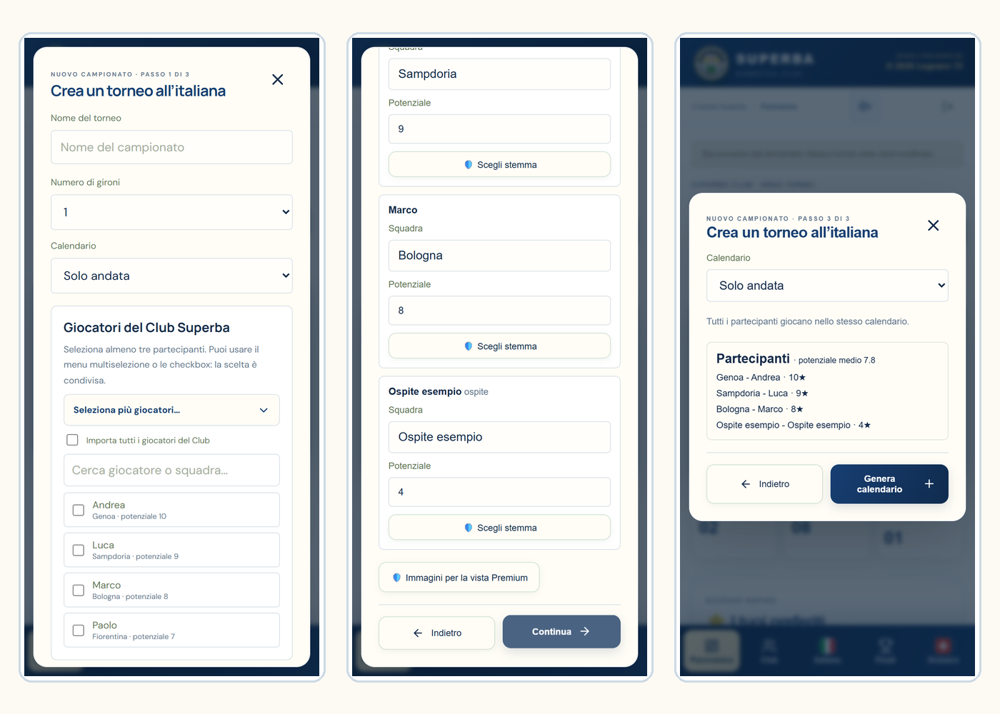 NUOVO CAMPIONATO · PASSO 1 DI 3
Crea un torneo all’italiana
Nome del torneo
Nome del campionato
Numero di gironi
1
Calendario
Solo andata
Giocatori del Club Superba
Seleziona almeno tre partecipanti. Puoi usare il
menu multiselezione o le checkbox: la scelta è
condivisa.
Seleziona più giocatori...
Importa tutti i giocatori del Club
Cerca giocatore o squadra...
Andrea
Genoa · potenziale 10
Luca
Sampdoria · potenziale 9
Marco
Bologna · potenziale 8
Paolo
Fiorentina · potenziale 7
Squadra
Sampdoria
Potenziale
9
Scegli stemma
Marco
Squadra
Bologna
Potenziale
8
Scegli stemma
Ospite esempio ospite
Squadra
Ospite esempio
Potenziale
4
Scegli stemma
Immagini per la vista Premium
← Indietro
Continua →
SUPERBA
NUOVO CAMPIONATO · PASSO 3 DI 3
Crea un torneo all’italiana
Calendario
Solo andata
Tutti i partecipanti giocano nello stesso calendario.
Partecipanti · potenziale medio 7.8
Genoa - Andrea · 10★
Sampdoria - Luca · 9★
Bologna - Marco · 8★
Ospite esempio - Ospite esempio · 4★
← Indietro
Genera
calendario +
02
08
01
I tuoi preferiti